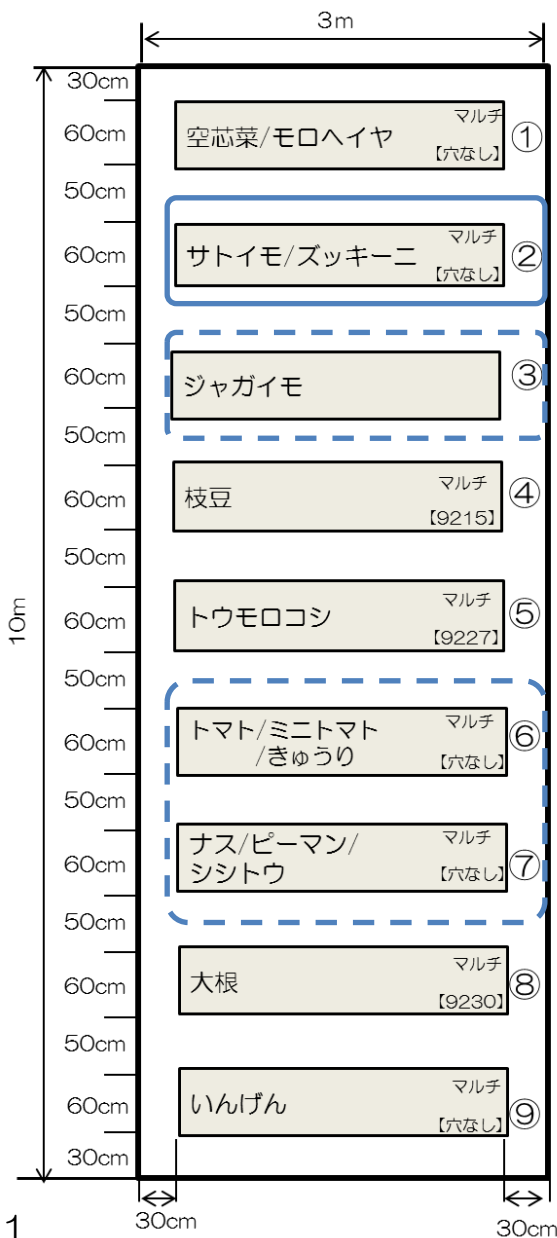 3m
30cm
60cm
空芯菜/モロヘイヤ
マルチ
【穴なし】
①
50cm
60cm
サトイモ/ズッキーニ
マルチ
【穴なし】
②
50cm
60cm
ジャガイモ
③
50cm
60cm
枝豆
マルチ
【9215】
④
50cm
60cm
トウモロコシ
マルチ
【9227】
⑤
10m
50cm
60cm
トマト/ミニトマト
/きゅうり
マルチ
【穴なし】
⑥
50cm
60cm
ナス/ピーマン/
シシトウ
マルチ
【穴なし】
⑦
50cm
60cm
大根
マルチ
【9230】
⑧
50cm
60cm
いんげん
マルチ
【穴なし】
⑨
30cm
30cm
30cm
1